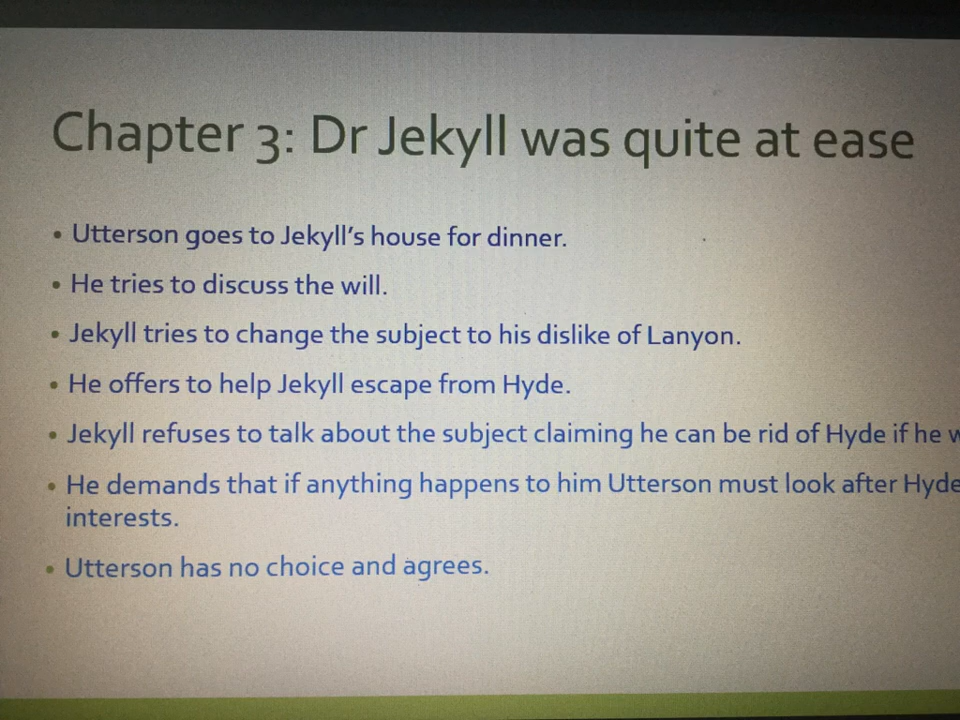 Chapter 3: Dr Jekyll was quite at ease
• Utterson goes to Jekyll's house for dinner.
• He tries to discuss the will.
• Jekyll tries to change the subject to his dislike of Lanyon.
• He offers to help Jekyll escape from Hyde.
• Jekyll refuses to talk about the subject claiming he can be rid of Hyde if he
• He demands that if anything happens to him Utterson must look after Hyde
interests.
• Utterson has no choice and agrees.